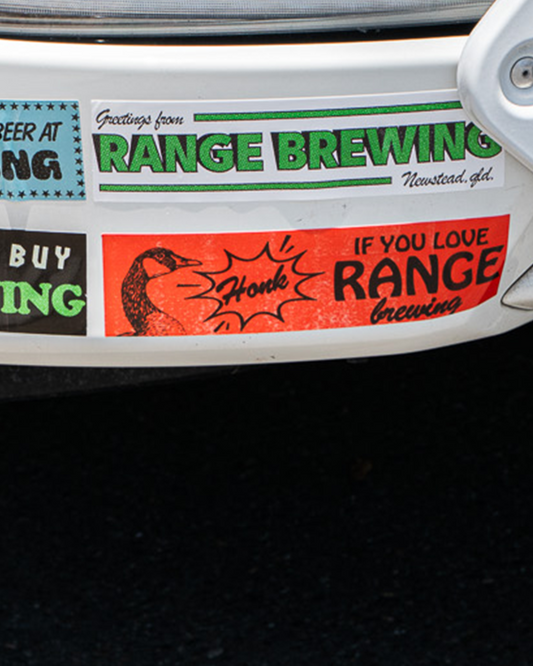 BEER AT
NG
Greetings from
RANGE BREWING
Newstead, qld.
BUY
ING
Honk
IF YOU LOVE
RANGE
brewing